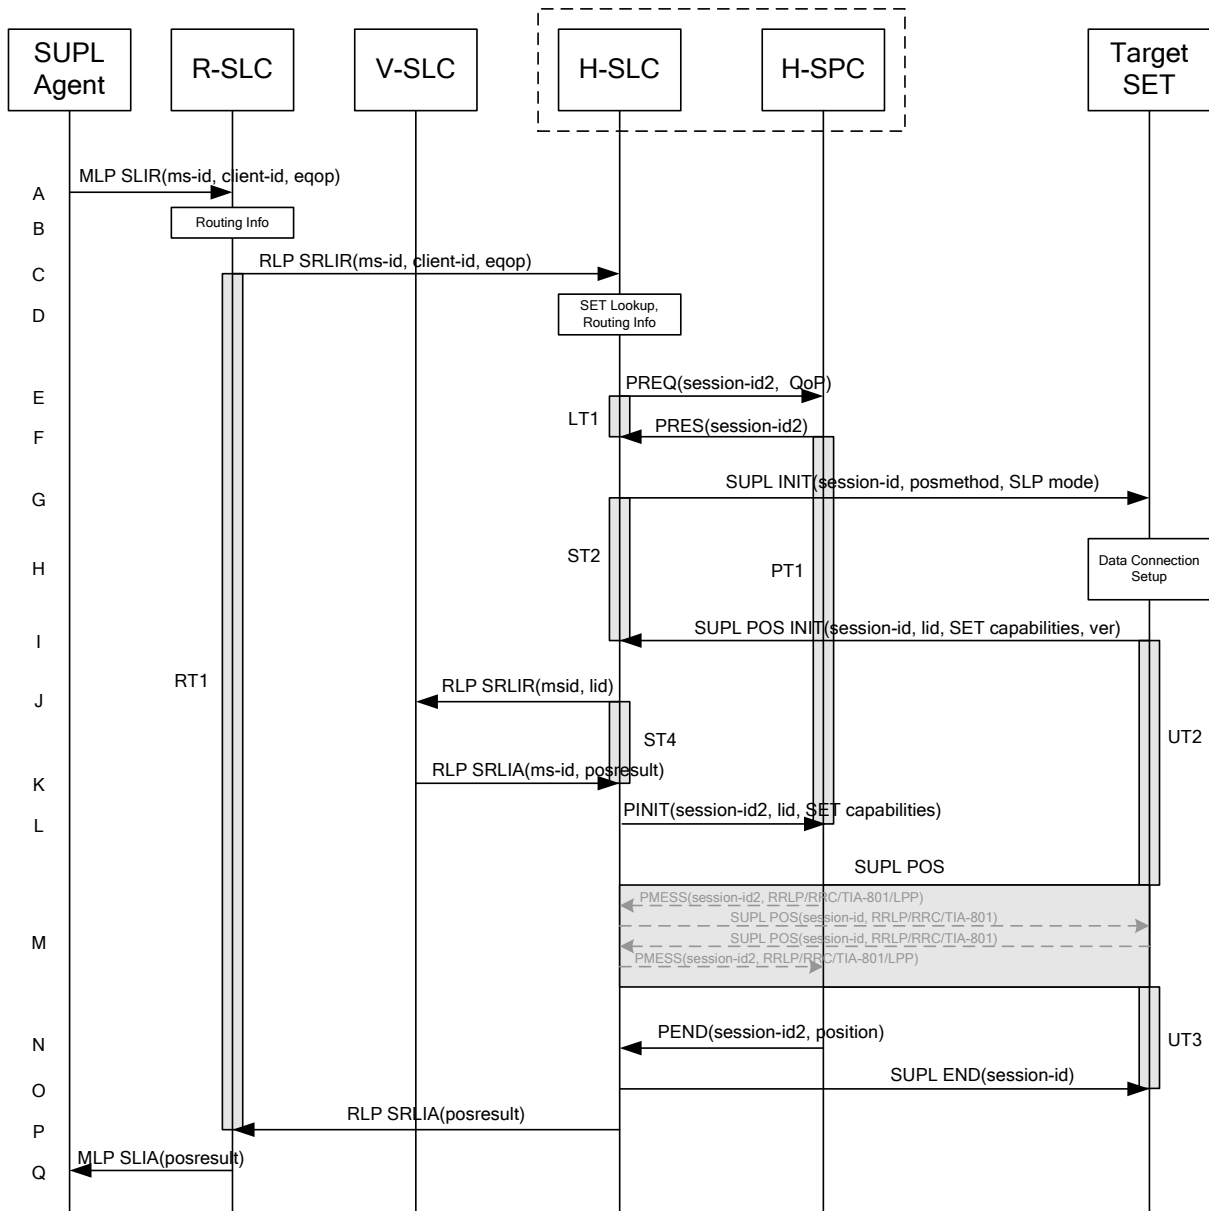 SUPL
Agent
R-SLC
V-SLC
H-SLC
H-SPC
Target
SET
A
MLP SLIR(ms-id, client-id, eqop)
B
Routing Info
C
RLP SRLIR(ms-id, client-id, eqop)
D
SET Lookup,
Routing Info
E
PREQ(session-id2,  QoP)
LT1
F
PRES(session-id2)
G
SUPL INIT(session-id, posmethod, SLP mode)
H
ST2
PT1
Data Connection
Setup
I
SUPL POS INIT(session-id, lid, SET capabilities, ver)
RT1
J
RLP SRLIR(msid, lid)
ST4
UT2
K
RLP SRLIA(ms-id, posresult)
L
PINIT(session-id2, lid, SET capabilities)
SUPL POS
PMESS(session-id2, RRLP/RRC/TIA-801/LPP)
SUPL POS(session-id, RRLP/RRC/TIA-801)
M
SUPL POS(session-id, RRLP/RRC/TIA-801)
PMESS(session-id2, RRLP/RRC/TIA-801/LPP)
N
PEND(session-id2, position)
UT3
O
SUPL END(session-id)
P
RLP SRLIA(posresult)
Q
MLP SLIA(posresult)